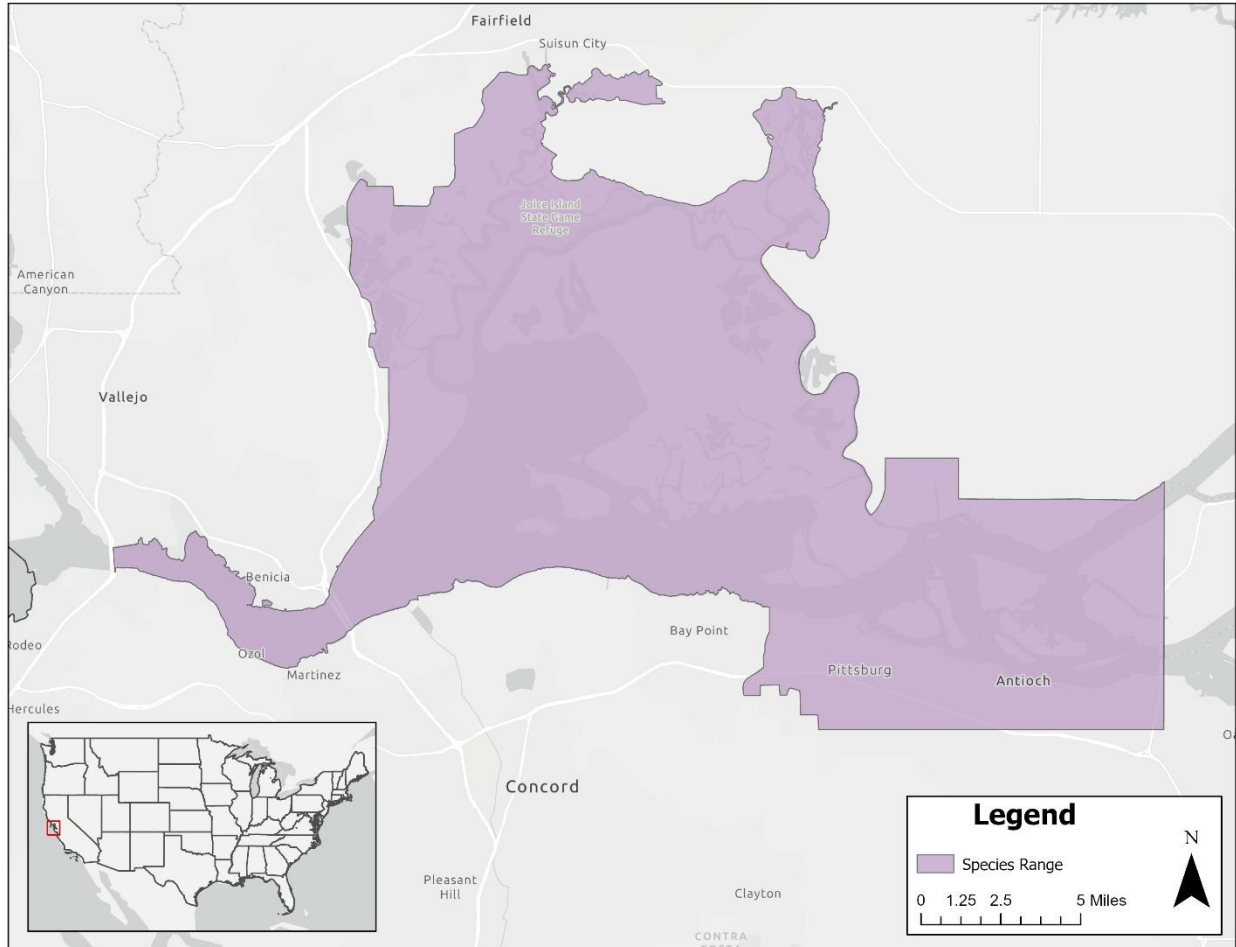 Fairfield
Suisun City
Joice Island
State Game
Refuge
American
Canyon
Vallejo
Benicia
Rodeo
Ozol
Martinez
Bay Point
Pittsburg
Antioch
Hercules
Concord
Pleasant
Hill
Clayton
CONTRA
Legend
Species Range
N
0 1.25 2.5 5 Miles